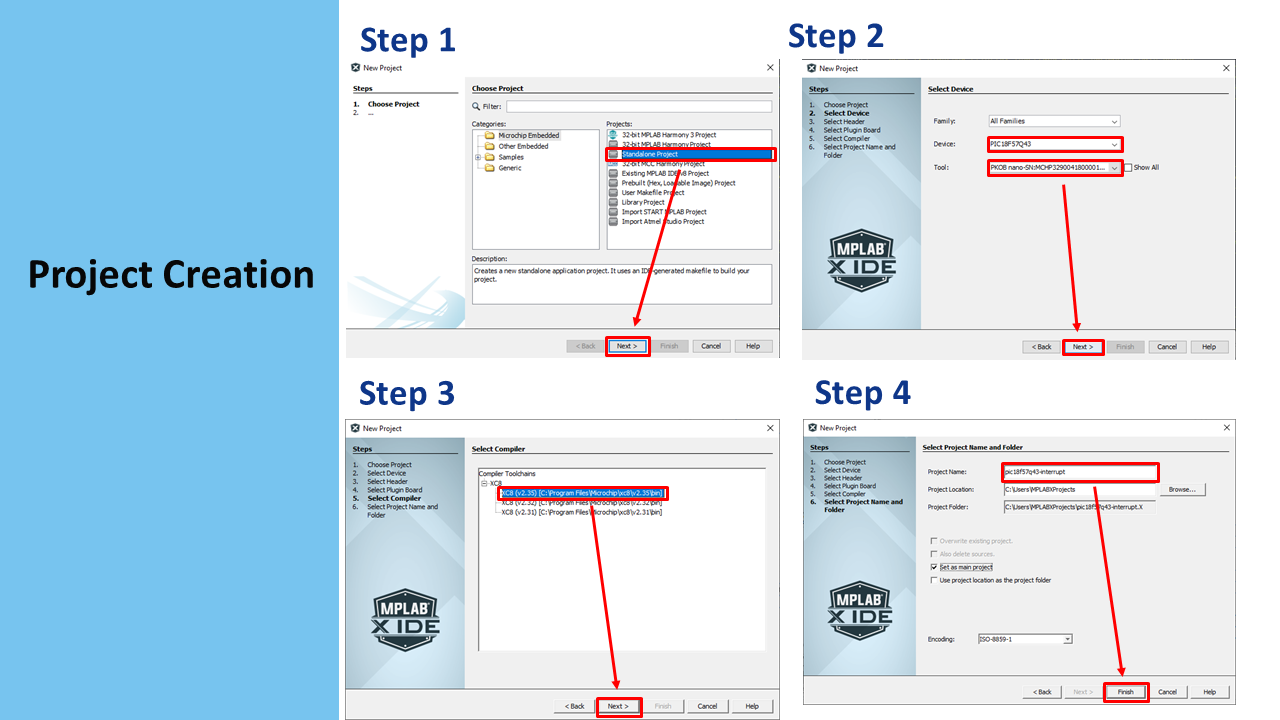 Project Creation
Step 1
New Project
Steps
1. Choose Project
2. ...
Choose Project
Filter:
Categories:
Microchip Embedded
Other Embedded
Samples
Generic
Projects:
32-bit MPLAB Harmony 3 Project
32-bit MPLAB Harmony Project
Standalone Project
32-bit MCC Harmony Project
Existing MPLAB IDE v8 Project
Prebuilt (Hex, Loadable Image) Project
User Makefile Project
Library Project
Import START MPLAB Project
Import Atmel Studio Project
Description:
Creates a new standalone application project. It uses an IDE-generated makefile to build your
project.
< Back
Next >
Finish
Cancel
Help
Step 2
New Project
Steps
1. Choose Project
2. Select Device
3. Select Header
4. Select Plugin Board
5. Select Compiler
6. Select Project Name and
Folder
MPLAB
X IDE
Select Device
Family:
All Families
Device:
PIC18F57Q43
Tool:
PKOB nano-SN:MCHP3290041800001...
Show All
< Back
Next >
Finish
Cancel
Help
Step 3
New Project
Steps
1. Choose Project
2. Select Device
3. Select Header
4. Select Plugin Board
5. Select Compiler
6. Select Project Name and
Folder
MPLAB
X IDE
Select Compiler
Compiler Toolchains
XC8
XC8 (v2.35) [C:\Program Files\Microchip\xc8\v2.35\bin]
XC8 (v2.32) [C:\Program Files\Microchip\xc8\v2.32\bin]
XC8 (v2.31) [C:\Program Files\Microchip\xc8\v2.31\bin]
< Back
Next >
Finish
Cancel
Help
Step 4
New Project
Steps
1. Choose Project
2. Select Device
3. Select Header
4. Select Plugin Board
5. Select Compiler
6. Select Project Name and
Folder
MPLAB
X IDE
Select Project Name and Folder
Project Name:
pic18f57q43-interrupt
Project Location:
C:\Users\MPLABXProjects
Browse...
Project Folder:
C:\Users\MPLABXProjects\pic18f57q43-interrupt.X
Overwrite existing project.
Also delete sources.
Set as main project
Use project location as the project folder
Encoding:
ISO-8859-1
< Back
Next >
Finish
Cancel
Help